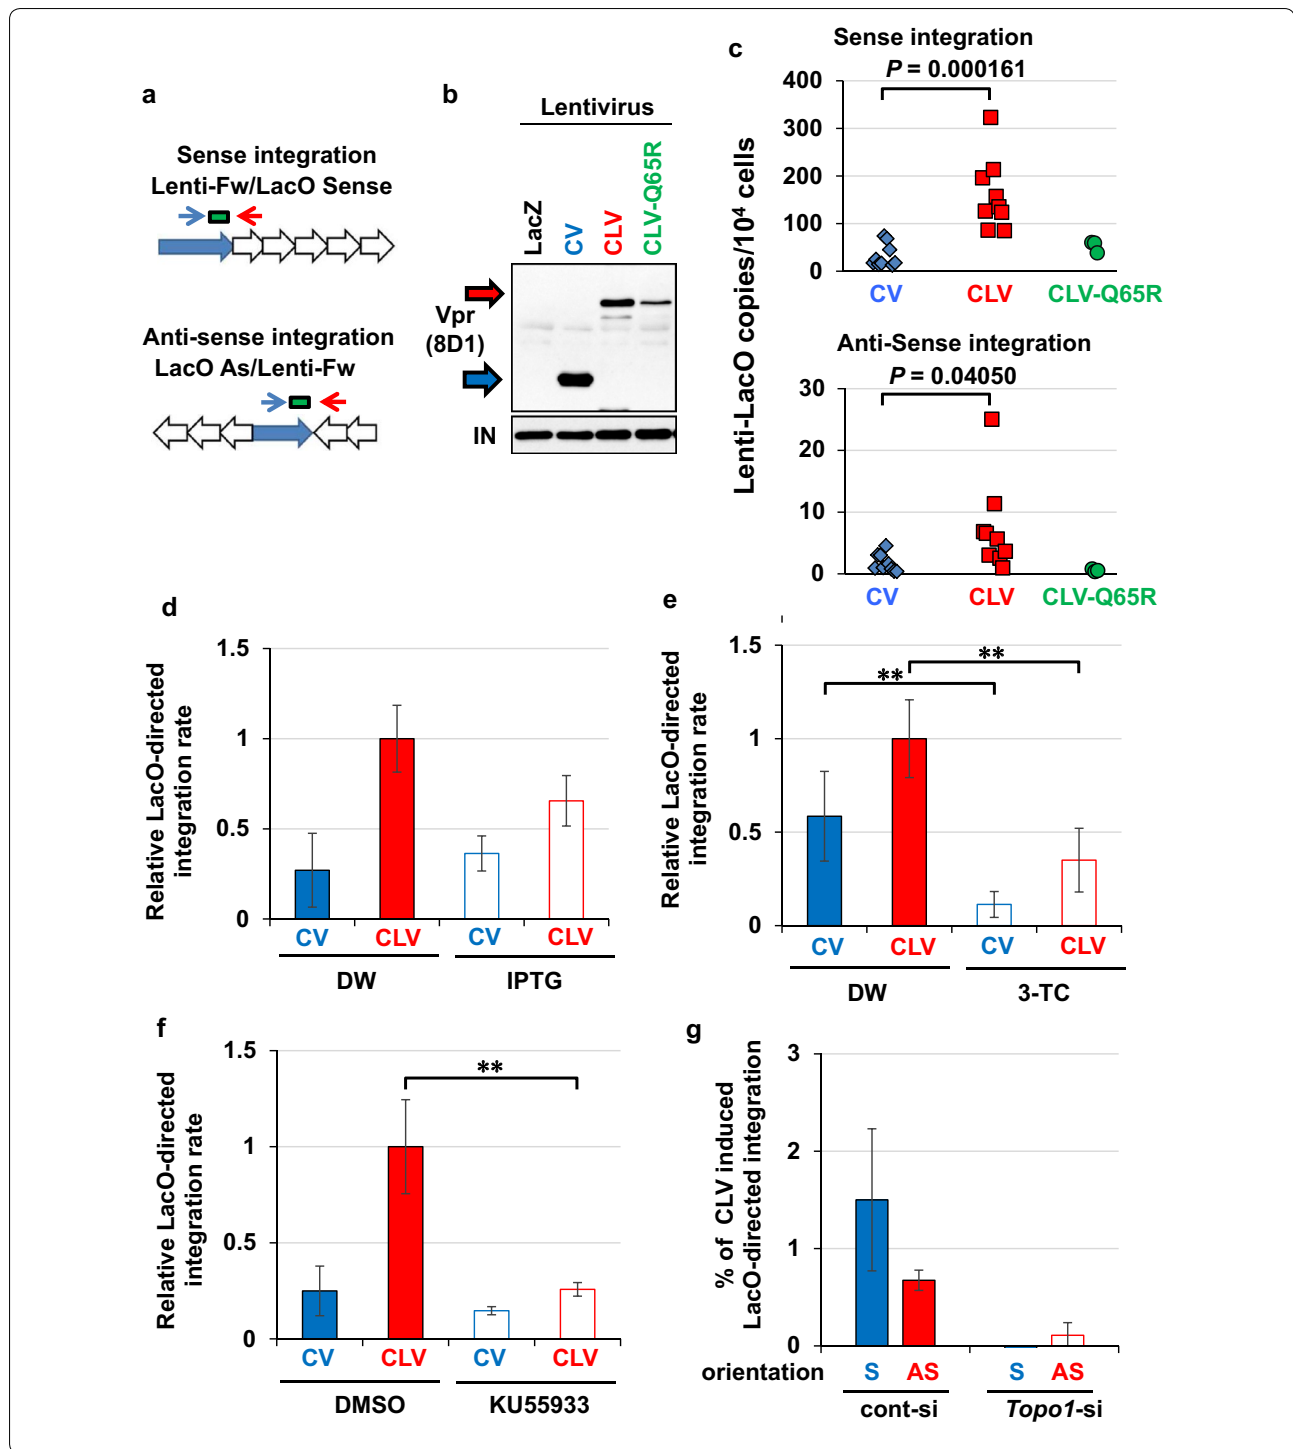 a
Sense integration
Lenti-Fw/LacO Sense
Anti-sense integration
LacO As/Lenti-Fw
b
Lentivirus
LacZ
CV
CLV
CLV-Q65R
Vpr
(8D1)
IN
c
Lenti-LacO copies/10⁴ cells
Sense integration
P = 0.000161
400
300
200
100
0
CV
CLV
CLV-Q65R
Anti-Sense integration
P = 0.04050
30
20
10
0
CV
CLV
CLV-Q65R
d
Relative LacO-directed
integration rate
1.5
1
0.5
0
CV
CLV
CV
CLV
DW
IPTG
e
Relative LacO-directed
integration rate
1.5
1
0.5
0
**
**
CV
CLV
CV
CLV
DW
3-TC
f
Relative LacO-directed
integration rate
1.5
1
0.5
0
**
CV
CLV
CV
CLV
DMSO
KU55933
g
% of CLV induced
LacO-directed integration
3
2
1
0
orientation
S
AS
S
AS
cont-si
Topo1-si